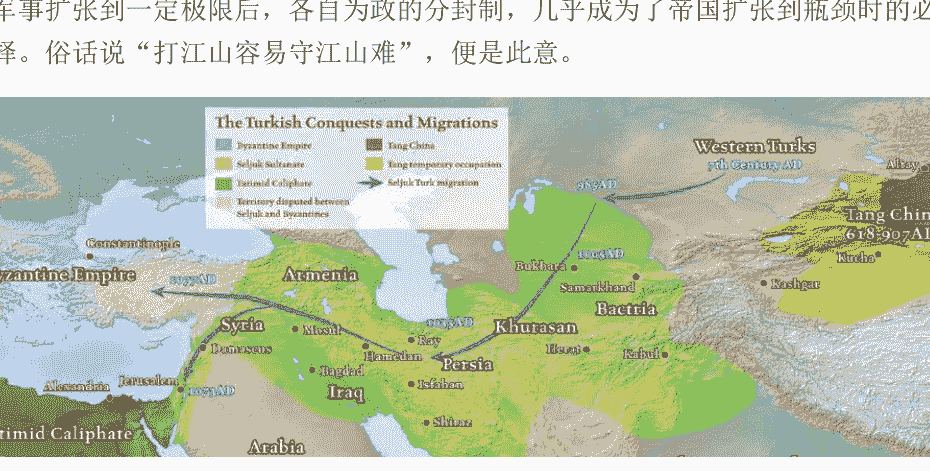 军事扩张到一定极限后，各自为政的分封制，几乎成为了帝国扩张到瓶颈时的必
择。俗话说“打江山容易守江山难”，便是此意。
The Turkish Conquests and Migrations
Byzantine Empire
Tang China
Seljuk Sultanate
Tang temporary occupation
Fatimid Caliphate
Seljuk Turk migration
Territory disputed between
Seljuk and Byzantines
Western Turks
7th Century AD
Altay
985AD
Tang Chin
618-907AD
Constantinople
Kucha
Bukhara
yzantine Empire
Armenia
Kashgar
Samarkhand
Bactria
Syria
Mosul
Khurasan
Ray
Damascus
Hamedan
Herat
Kabul
Persia
Bagdad
Alexandria
Jerusalem
1073AD
Isfahan
Iraq
Shiraz
timid Caliphate
Arabia